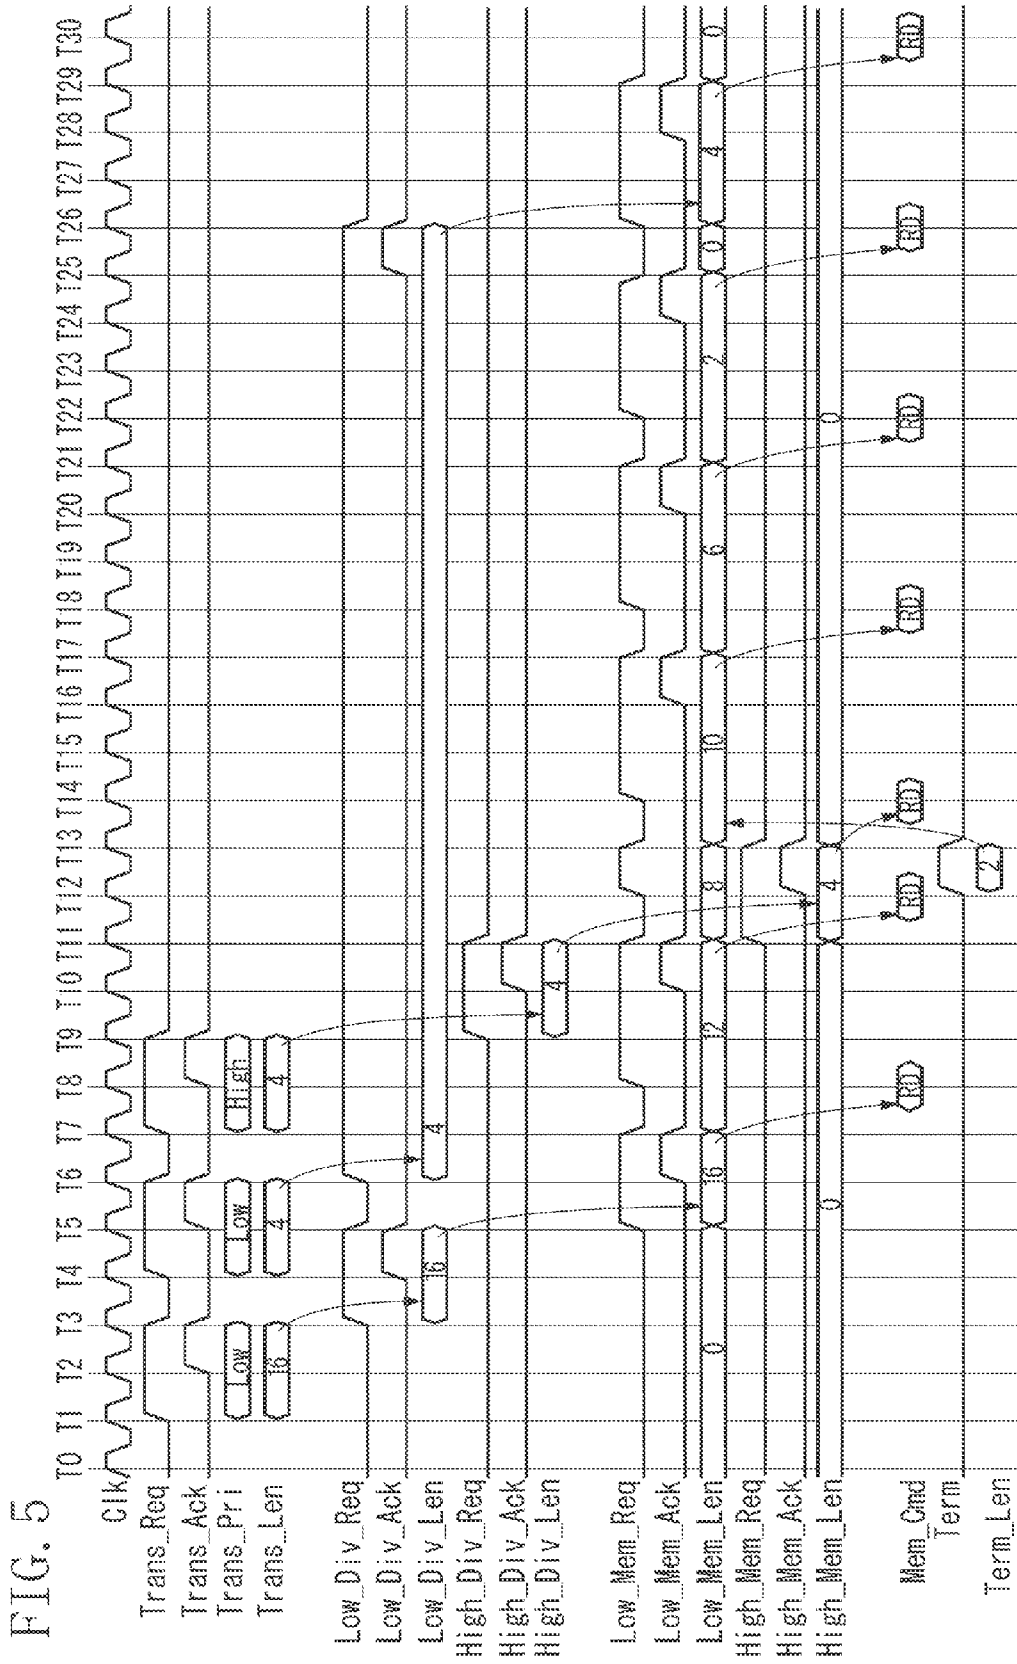 FIG. 5
T0 T1 T2 T3 T4 T5 T6 T7 T8 T9 T10 T11 T12 T13 T14 T15 T16 T17 T18 T19 T20 T21 T22 T23 T24 T25 T26 T27 T28 T29 T30
Clk
Trans_Req
Trans_Ack
Trans_Pri Low Low High
Trans_Len 16 4 4
Low_Div_Req
Low_Div_Ack
Low_Div_Len 16 4
High_Div_Req
High_Div_Ack
High_Div_Len 4
Low_Mem_Req
Low_Mem_Ack
Low_Mem_Len 0 16 12 8 10 6 2 0 4 0
High_Mem_Req
High_Mem_Ack
High_Mem_Len 0 4 0
Mem_Cmd RD RD RD RD RD RD RD
Term
Term_Len 2